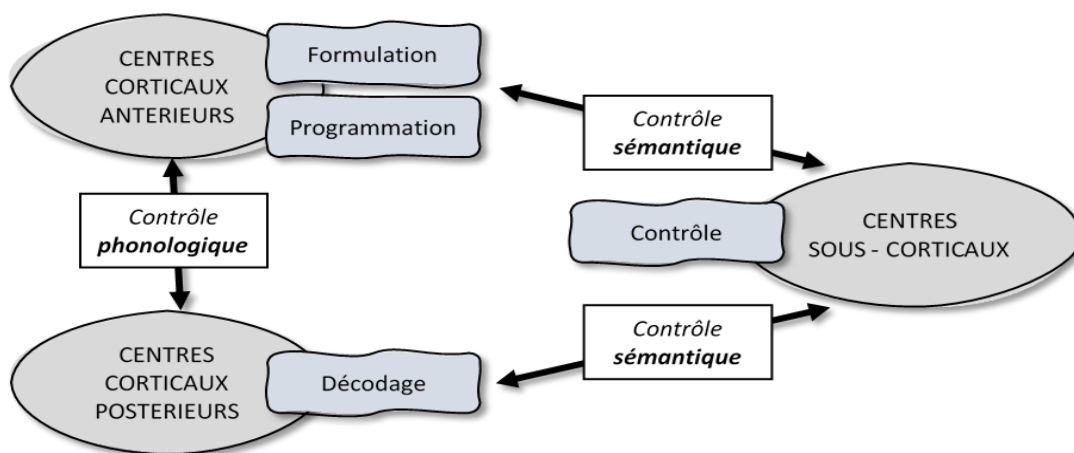 CENTRES
CORTICAUX
ANTERIEURS
Formulation
Programmation
Contrôle
sémantique
Contrôle
phonologique
Contrôle
CENTRES
SOUS - CORTICAUX
CENTRES
CORTICAUX
POSTERIEURS
Décodage
Contrôle
sémantique